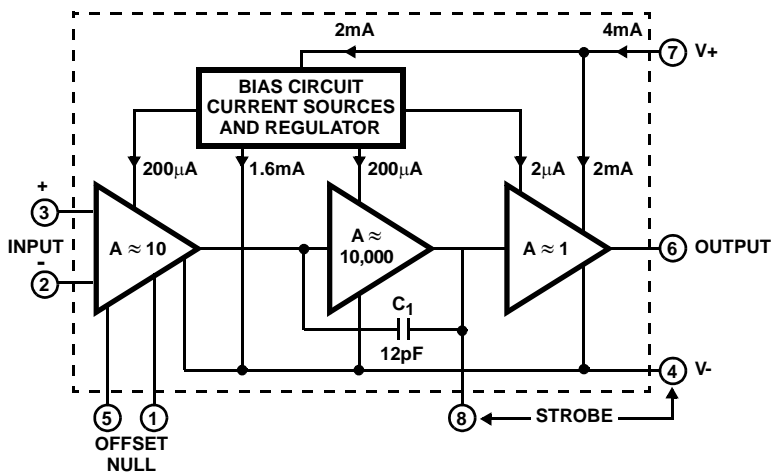 2mA
4mA
7
V+
BIAS CIRCUIT
CURRENT SOURCES
AND REGULATOR
200µA
1.6mA
200µA
2µA
2mA
+
3
INPUT
-
2
A ≈ 10
A ≈
10,000
A ≈ 1
6
OUTPUT
C1
12pF
4
V-
5
1
8
STROBE
OFFSET
NULL